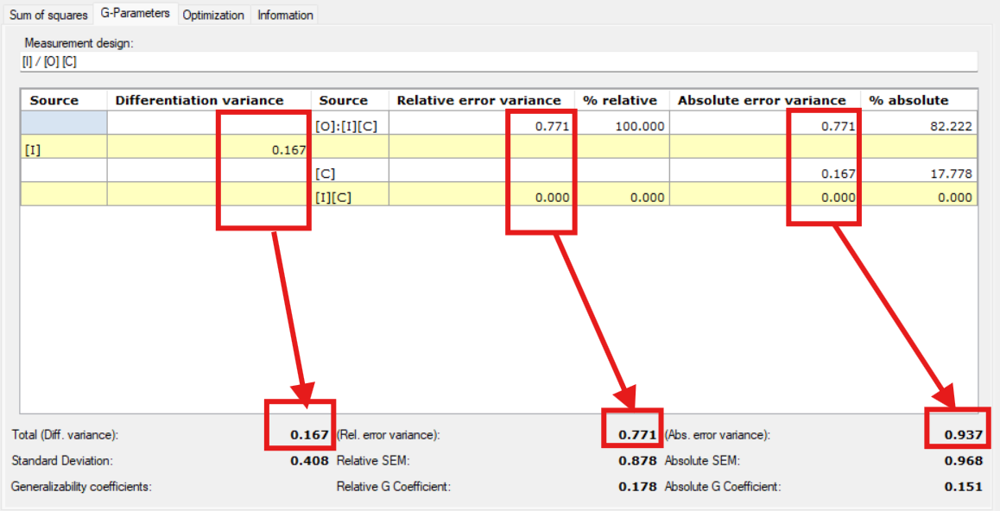 Sum of squares G-Parameters Optimization Information
Measurement design:
[I] / [O] [C]
Source Differentiation variance Source Relative error variance % relative Absolute error variance % absolute
[O]:[I][C] 0.771 100.000 0.771 82.222
[I] 0.167
[C] 0.167 17.778
[I][C] 0.000 0.000 0.000 0.000
Total (Diff. variance): 0.167 (Rel. error variance): 0.771 (Abs. error variance): 0.937
Standard Deviation: 0.408 Relative SEM: 0.878 Absolute SEM: 0.968
Generalizability coefficients: Relative G Coefficient: 0.178 Absolute G Coefficient: 0.151